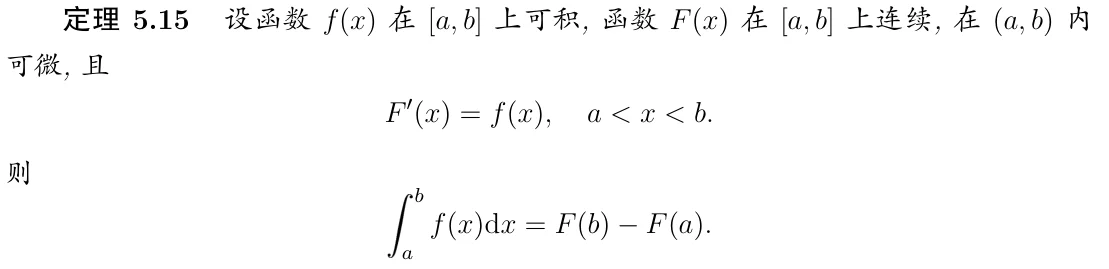 定理 5.15 设函数 f(x) 在 [a, b] 上可积, 函数 F(x) 在 [a, b] 上连续, 在 (a, b) 内
可微, 且
F′(x) = f(x), a < x < b.
则
∫_a^b f(x)dx = F(b) − F(a).